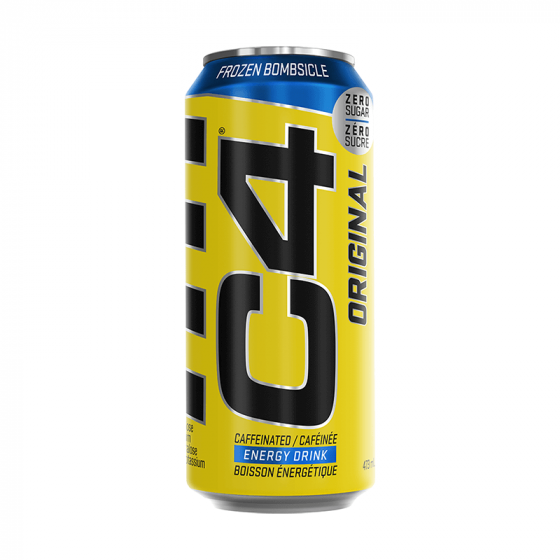 FROZEN BOMBSICLE
ZERO
SUGAR
ZÉRO
SUCRE
C4®
ORIGINAL
CAFFEINATED / CAFÉINÉE
ENERGY DRINK
BOISSON ÉNERGÉTIQUE